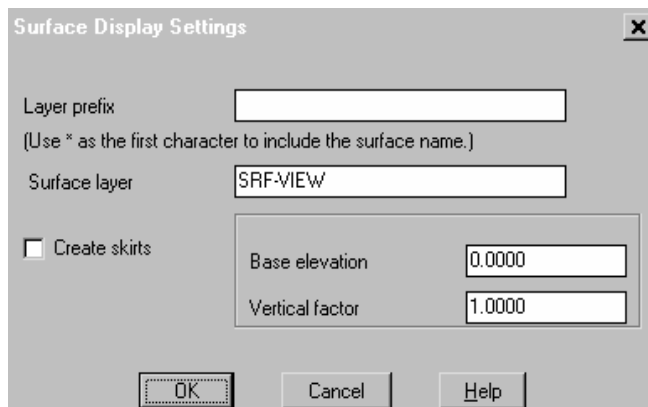 Surface Display Settings
Layer prefix
(Use * as the first character to include the surface name.)
Surface layer SRF-VIEW
Create skirts
Base elevation 0.0000
Vertical factor 1.0000
OK Cancel Help